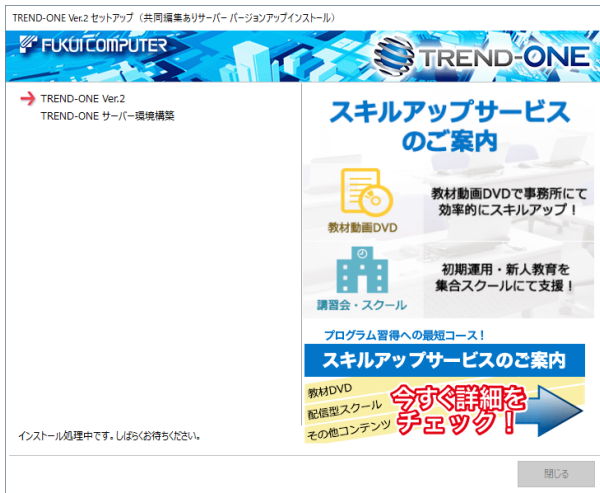 TREND-ONE Ver.2 セットアップ（共同編集ありサーバー バージョンアップインストール）
FUKUI COMPUTER
TREND-ONE
TREND-ONE Ver.2
TREND-ONE サーバー環境構築
スキルアップサービス
のご案内
教材動画DVD
教材動画DVDで事務所にて
効率的にスキルアップ！
講習会・スクール
初期運用・新人教育を
集合スクールにて支援！
プログラム習得への最短コース！
スキルアップサービスのご案内
教材DVD
配信型スクール
その他コンテンツ
今すぐ詳細を
チェック！
インストール処理中です。しばらくお待ちください。
閉じる